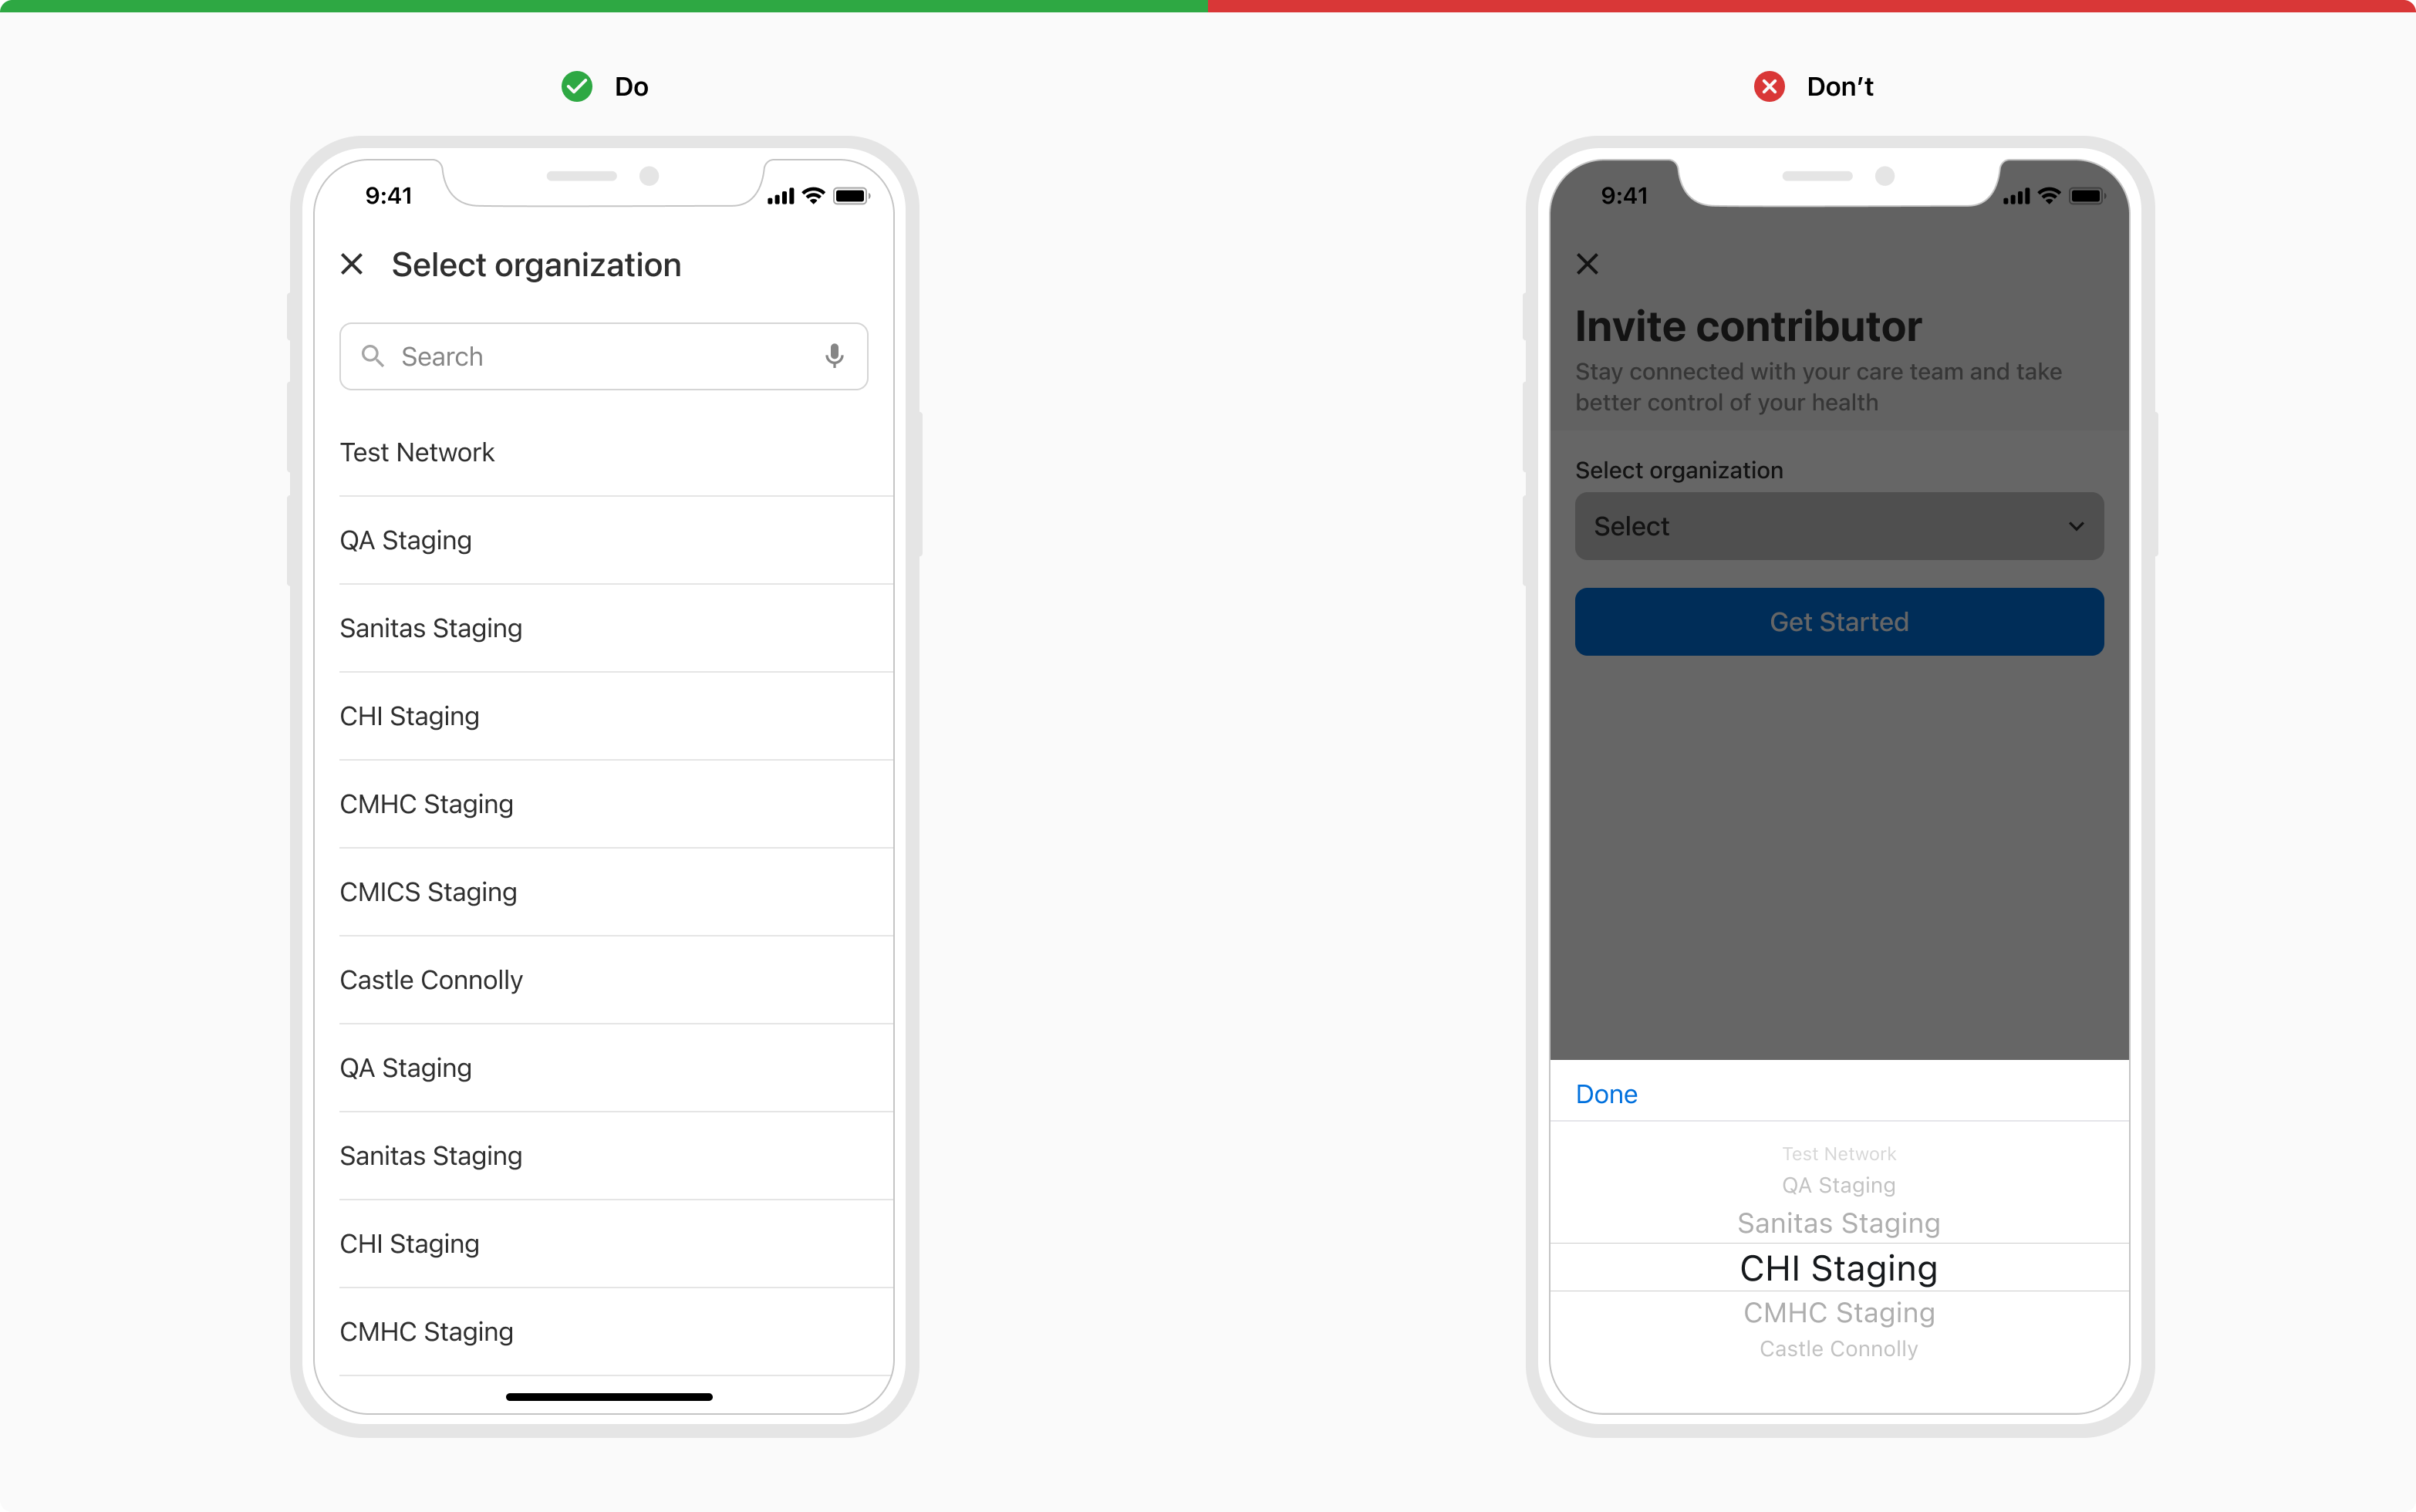 Do
9:41
Select organization
Search
Test Network
QA Staging
Sanitas Staging
CHI Staging
CMHC Staging
CMICS Staging
Castle Connolly
QA Staging
Sanitas Staging
CHI Staging
CMHC Staging
Don’t
9:41
Invite contributor
Stay connected with your care team and take
better control of your health
Select organization
Select
Get Started
Done
Test Network
QA Staging
Sanitas Staging
CHI Staging
CMHC Staging
Castle Connolly